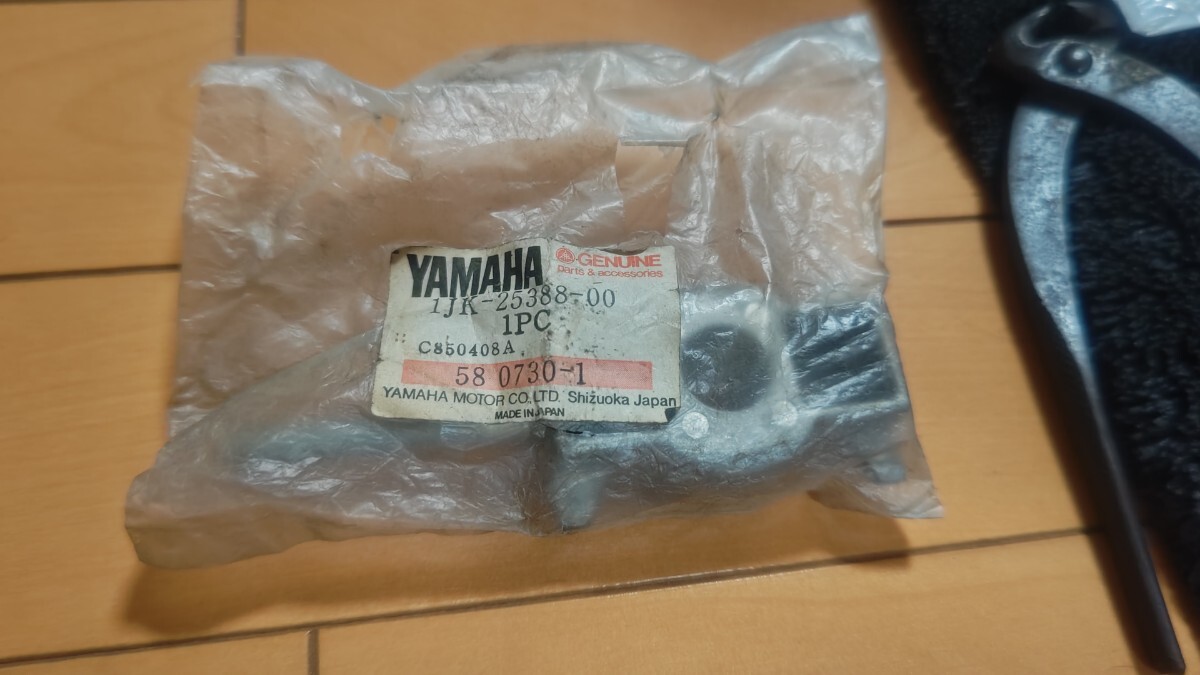 YAMAHA GENUINE
parts & accessories
1JK-25388-00
1PC
C850408A
58 0730-1
YAMAHA MOTOR CO., LTD. Shizuoka Japan
MADE IN JAPAN